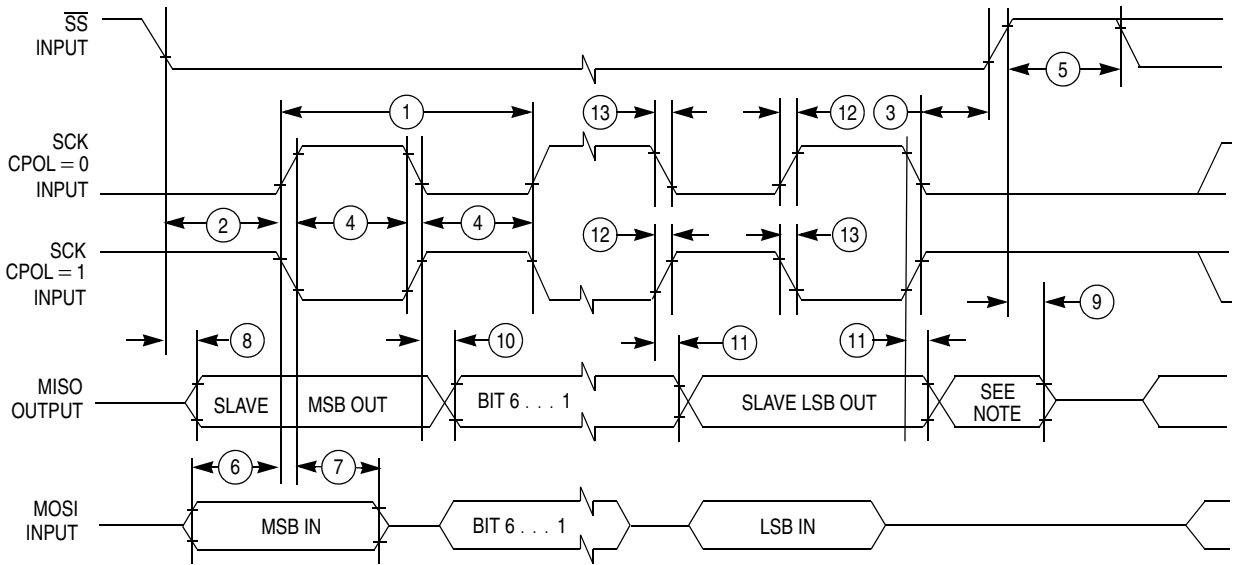 SS
INPUT
5
1
13
12
3
SCK
CPOL = 0
INPUT
2
4
4
12
13
SCK
CPOL = 1
INPUT
9
8
10
11
11
MISO
OUTPUT
SLAVE
MSB OUT
BIT 6 . . . 1
SLAVE LSB OUT
SEE
NOTE
6
7
MOSI
INPUT
MSB IN
BIT 6 . . . 1
LSB IN